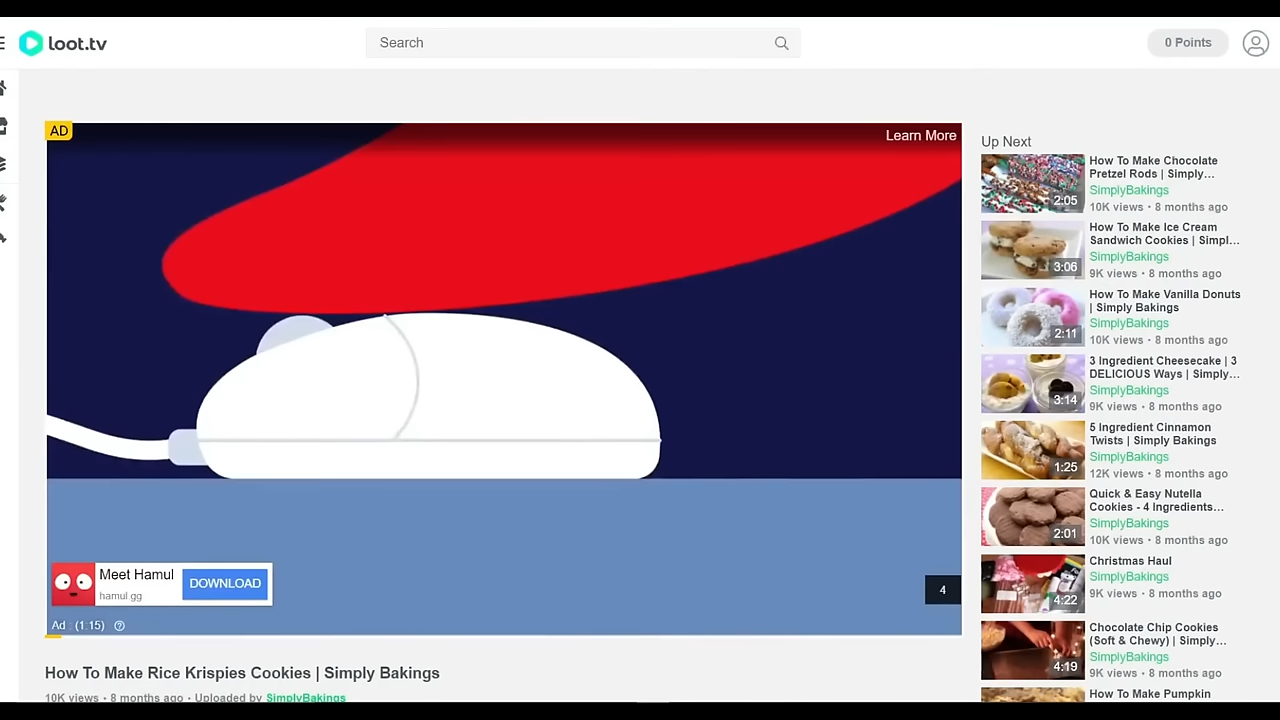 loot.tv
Search
0 Points
AD
Learn More
Meet Hamul
hamul gg
DOWNLOAD
4
Ad : (1:15)
How To Make Rice Krispies Cookies | Simply Bakings
10K views • 8 months ago • Uploaded by SimplyBakings
Up Next
2:05
How To Make Chocolate
Pretzel Rods | Simply...
SimplyBakings
10K views • 8 months ago
3:06
How To Make Ice Cream
Sandwich Cookies | Simpl...
SimplyBakings
9K views • 8 months ago
2:11
How To Make Vanilla Donuts
| Simply Bakings
SimplyBakings
10K views • 8 months ago
3:14
3 Ingredient Cheesecake | 3
DELICIOUS Ways | Simply...
SimplyBakings
9K views • 8 months ago
1:25
5 Ingredient Cinnamon
Twists | Simply Bakings
SimplyBakings
12K views • 8 months ago
2:01
Quick & Easy Nutella
Cookies - 4 Ingredients...
SimplyBakings
10K views • 8 months ago
4:22
Christmas Haul
SimplyBakings
9K views • 8 months ago
4:19
Chocolate Chip Cookies
(Soft & Chewy) | Simply...
SimplyBakings
9K views • 8 months ago
How To Make Pumpkin